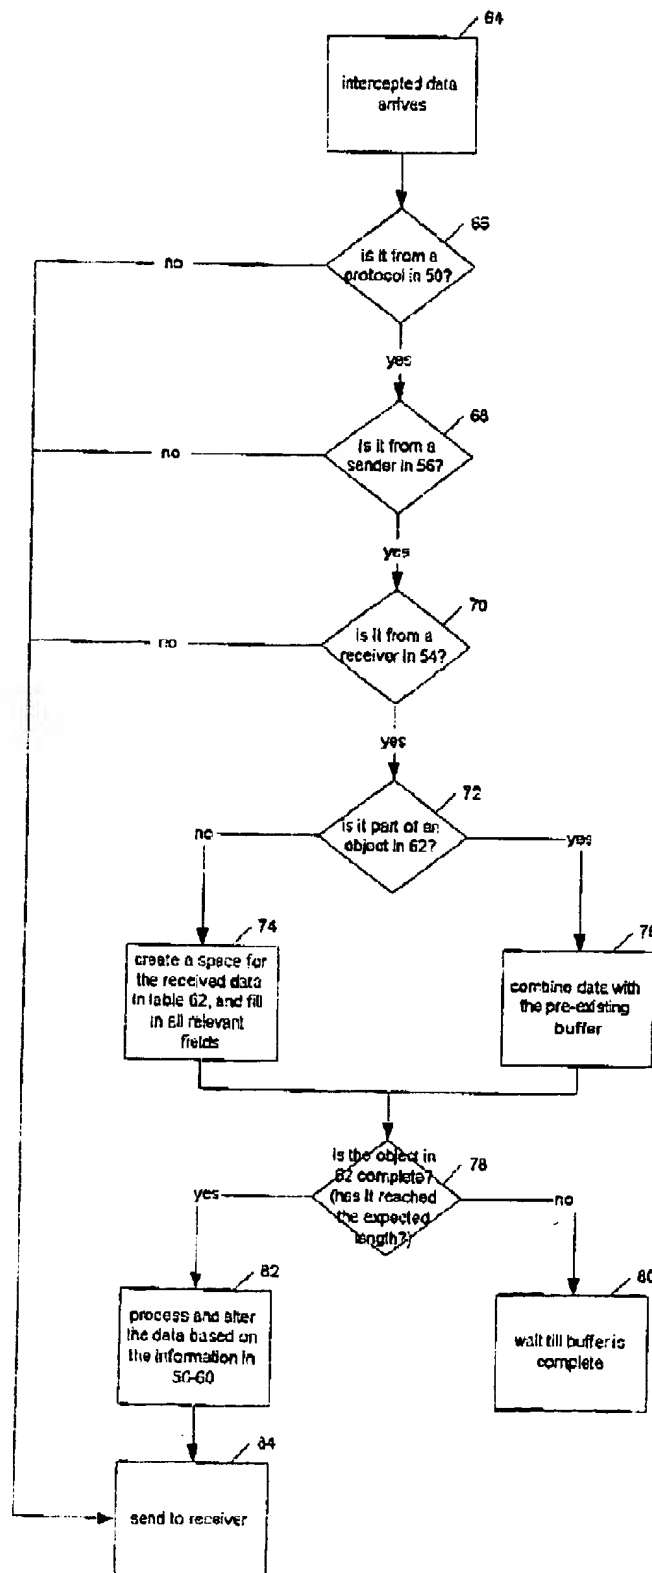 64
intercepted data
arrives
66
is it from a
protocol in 50?
no
yes
68
Is it from a
sender in 56?
no
yes
70
Is it from a
receiver in 54?
no
yes
72
is it part of an
object in 62?
no
yes
74
create a space for
the received data
in table 62, and fill
in all relevant
fields
76
combine data with
the pre-existing
buffer
78
Is the object in
62 complete?
(has it reached
the expected
length?)
yes
no
82
process and alter
the data based on
the information in
50-60
80
wait till buffer is
complete
84
send to receiver